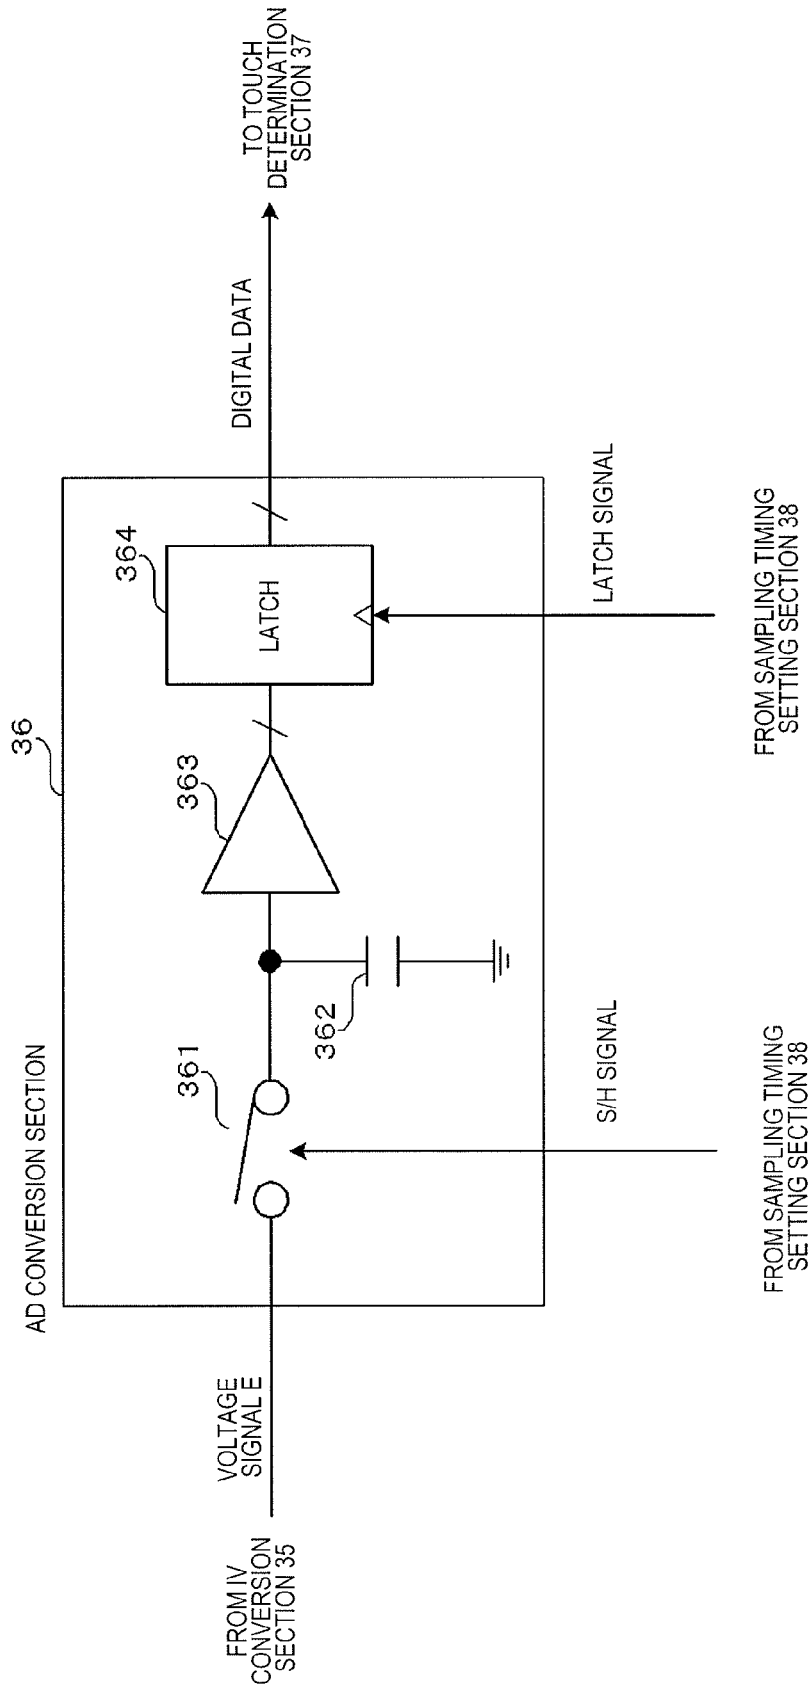 AD CONVERSION SECTION
36
FROM IV
CONVERSION
SECTION 35
VOLTAGE
SIGNAL E
361
362
363
364
LATCH
DIGITAL DATA
TO TOUCH
DETERMINATION
SECTION 37
S/H SIGNAL
LATCH SIGNAL
FROM SAMPLING TIMING
SETTING SECTION 38
FROM SAMPLING TIMING
SETTING SECTION 38